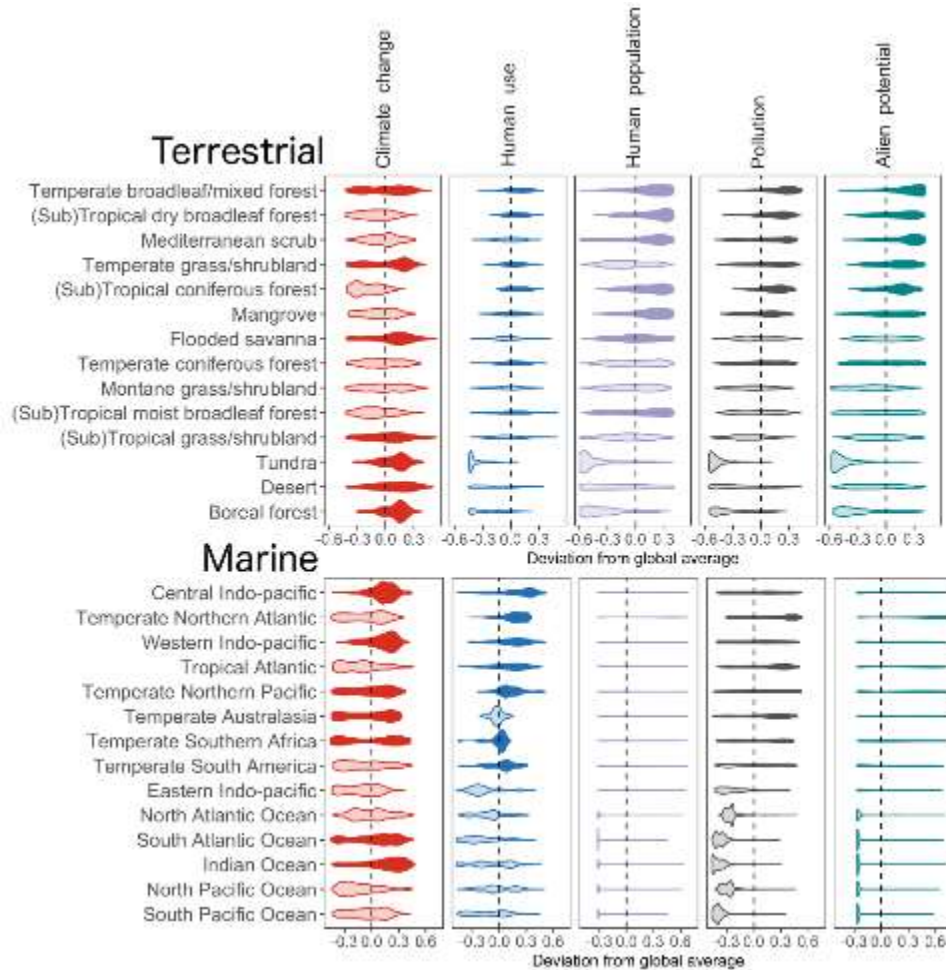 Climate change
Human use
Human population
Pollution
Alien potential
Terrestrial
Temperate broadleaf/mixed forest
(Sub)Tropical dry broadleaf forest
Mediterranean scrub
Temperate grass/shrubland
(Sub)Tropical coniferous forest
Mangrove
Flooded savanna
Temperate coniferous forest
Montane grass/shrubland
(Sub)Tropical moist broadleaf forest
(Sub)Tropical grass/shrubland
Tundra
Desert
Boreal forest
-0.6-0.3 0.0 0.3 -0.6-0.3 0.0 0.3 -0.6-0.3 0.0 0.3 -0.6-0.3 0.0 0.3 -0.6-0.3 0.0 0.3
Deviation from global average
Marine
Central Indo-pacific
Temperate Northern Atlantic
Western Indo-pacific
Tropical Atlantic
Temperate Northern Pacific
Temperate Australasia
Temperate Southern Africa
Temperate South America
Eastern Indo-pacific
North Atlantic Ocean
South Atlantic Ocean
Indian Ocean
North Pacific Ocean
South Pacific Ocean
-0.3 0.0 0.3 0.6 -0.3 0.0 0.3 0.6 -0.3 0.0 0.3 0.6 -0.3 0.0 0.3 0.6 -0.3 0.0 0.3 0.6
Deviation from global average